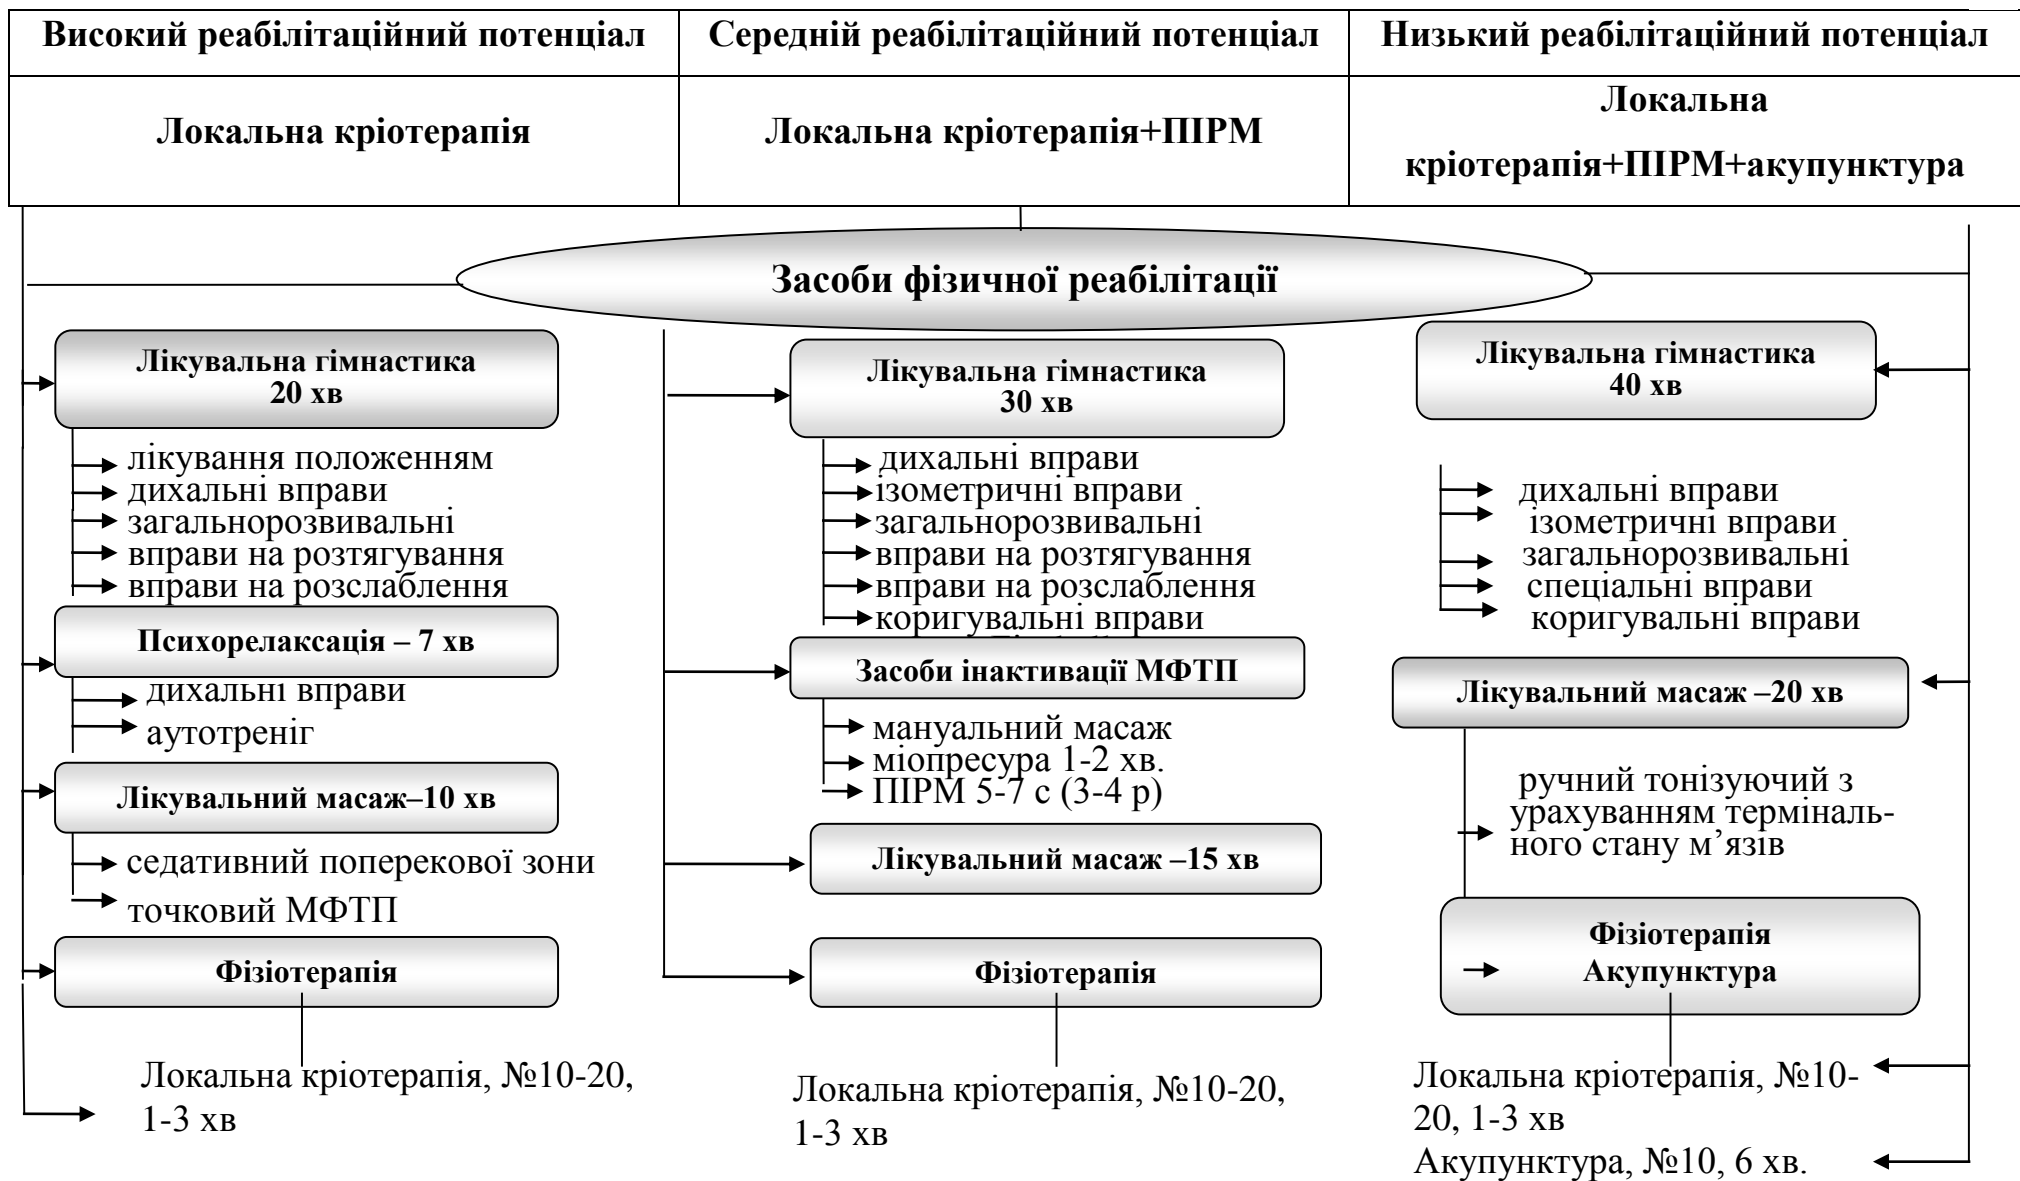 Високий реабілітаційний потенціал
Середній реабілітаційний потенціал
Низький реабілітаційний потенціал
Локальна кріотерапія
Локальна кріотерапія+ПІРМ
Локальна
кріотерапія+ПІРМ+акупунктура
Засоби фізичної реабілітації
Лікувальна гімнастика
20 хв
лікування положенням
дихальні вправи
загальнорозвивальні
вправи на розтягування
вправи на розслаблення
Психорелаксація – 7 хв
дихальні вправи
аутотреніг
Лікувальний масаж–10 хв
седативний поперекової зони
точковий МФТП
Фізіотерапія
Локальна кріотерапія, №10-20,
1-3 хв
Лікувальна гімнастика
30 хв
дихальні вправи
ізометричні вправи
загальнорозвивальні
вправи на розтягування
вправи на розслаблення
коригувальні вправи
Засоби інактивації МФТП
мануальний масаж
міопресура 1-2 хв.
ПІРМ 5-7 с (3-4 р)
Лікувальний масаж –15 хв
Фізіотерапія
Локальна кріотерапія, №10-20,
1-3 хв
Лікувальна гімнастика
40 хв
дихальні вправи
ізометричні вправи
загальнорозвивальні
спеціальні вправи
коригувальні вправи
Лікувальний масаж –20 хв
ручний тонізуючий з
урахуванням терміналь-
ного стану м’язів
Фізіотерапія
Акупунктура
Локальна кріотерапія, №10-
20, 1-3 хв
Акупунктура, №10, 6 хв.